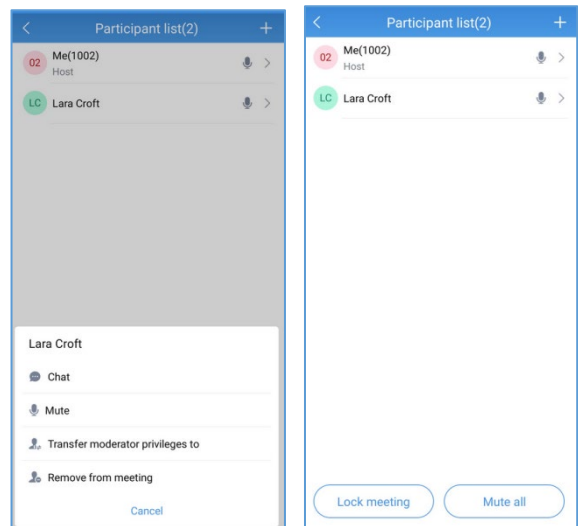 Participant list(2)
02
Me(1002)
Host
LC
Lara Croft
Lara Croft
Chat
Mute
Transfer moderator privileges to
Remove from meeting
Cancel
Participant list(2)
02
Me(1002)
Host
LC
Lara Croft
Lock meeting
Mute all